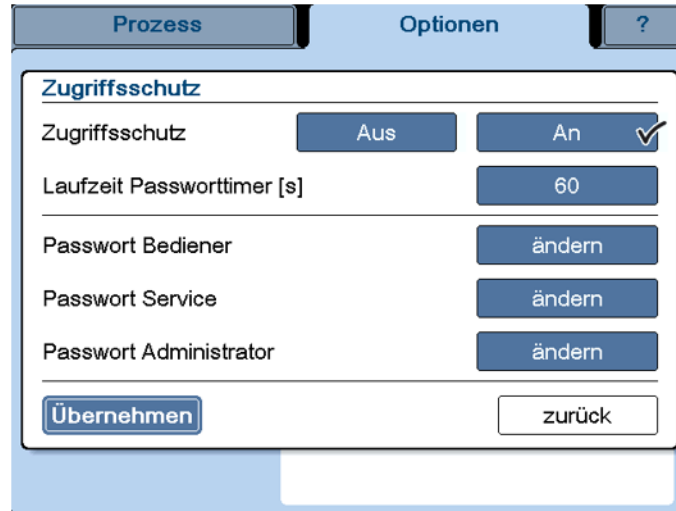 Prozess Optionen ?
Zugriffsschutz
Zugriffsschutz Aus An
Laufzeit Passworttimer [s] 60
Passwort Bediener ändern
Passwort Service ändern
Passwort Administrator ändern
Übernehmen zurück